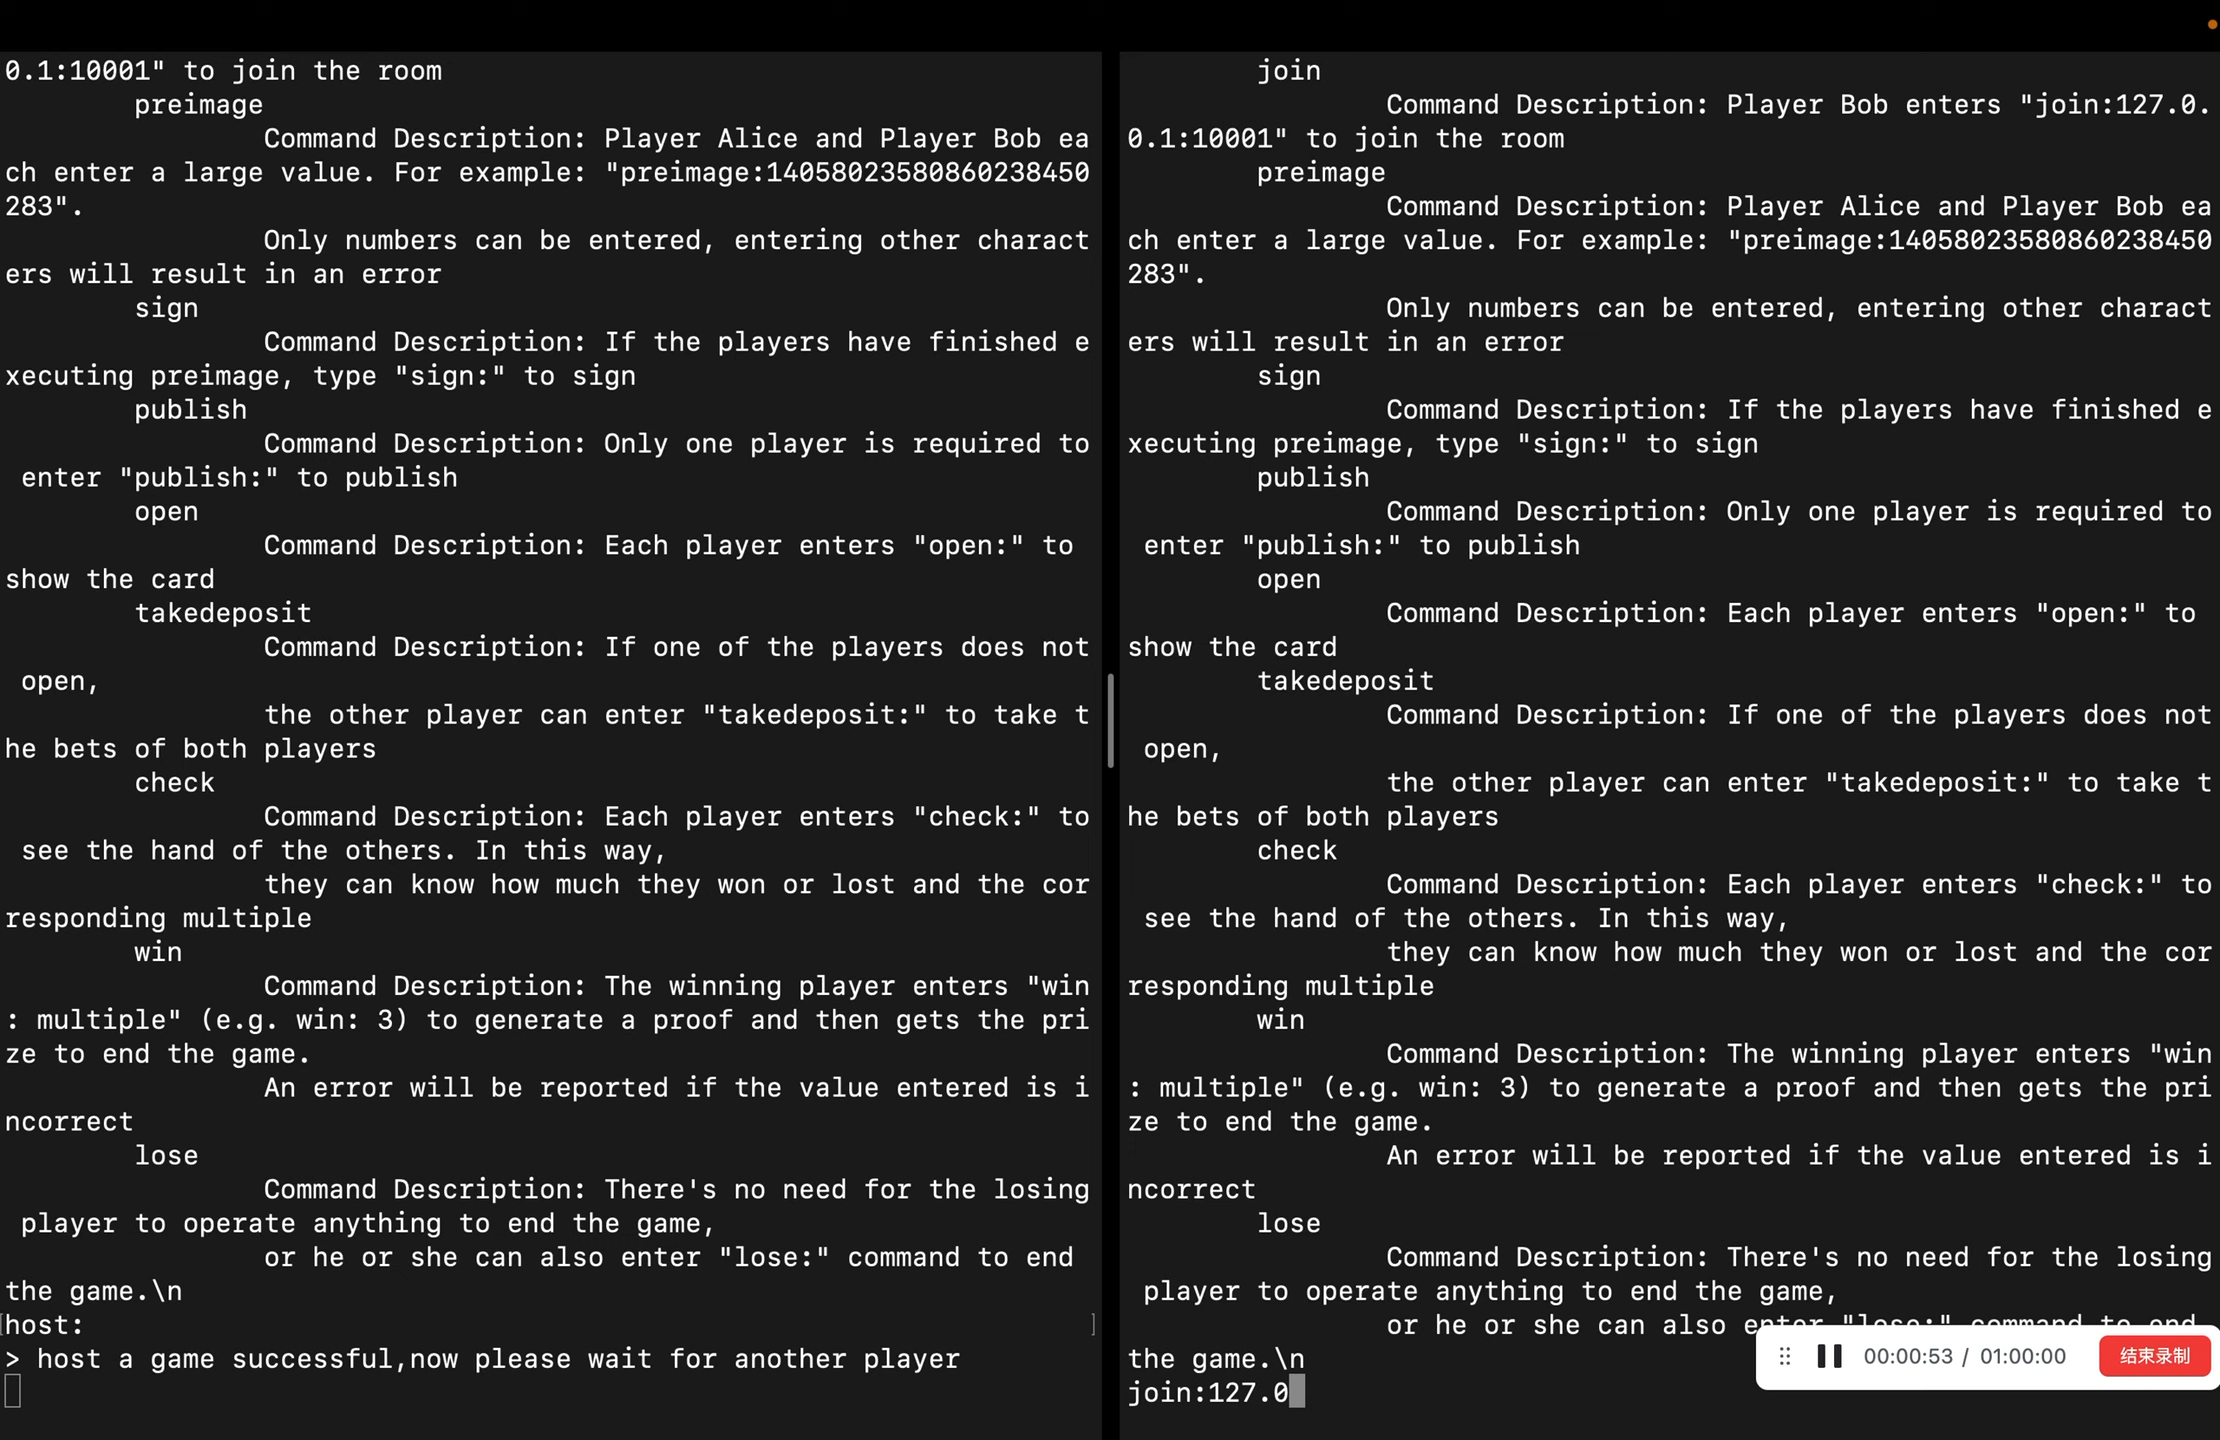 0.1:10001" to join the room
preimage
Command Description: Player Alice and Player Bob ea
ch enter a large value. For example: "preimage:14058023580860238450
283".
Only numbers can be entered, entering other charact
ers will result in an error
sign
Command Description: If the players have finished e
xecuting preimage, type "sign:" to sign
publish
Command Description: Only one player is required to
enter "publish:" to publish
open
Command Description: Each player enters "open:" to
show the card
takedeposit
Command Description: If one of the players does not
open,
the other player can enter "takedeposit:" to take t
he bets of both players
check
Command Description: Each player enters "check:" to
see the hand of the others. In this way,
they can know how much they won or lost and the cor
responding multiple
win
Command Description: The winning player enters "win
: multiple" (e.g. win: 3) to generate a proof and then gets the pri
ze to end the game.
An error will be reported if the value entered is i
ncorrect
lose
Command Description: There's no need for the losing
player to operate anything to end the game,
or he or she can also enter "lose:" command to end
the game.\n
host:
> host a game successful,now please wait for another player
join
Command Description: Player Bob enters "join:127.0.
0.1:10001" to join the room
preimage
Command Description: Player Alice and Player Bob ea
ch enter a large value. For example: "preimage:14058023580860238450
283".
Only numbers can be entered, entering other charact
ers will result in an error
sign
Command Description: If the players have finished e
xecuting preimage, type "sign:" to sign
publish
Command Description: Only one player is required to
enter "publish:" to publish
open
Command Description: Each player enters "open:" to
show the card
takedeposit
Command Description: If one of the players does not
open,
the other player can enter "takedeposit:" to take t
he bets of both players
check
Command Description: Each player enters "check:" to
see the hand of the others. In this way,
they can know how much they won or lost and the cor
responding multiple
win
Command Description: The winning player enters "win
: multiple" (e.g. win: 3) to generate a proof and then gets the pri
ze to end the game.
An error will be reported if the value entered is i
ncorrect
lose
Command Description: There's no need for the losing
player to operate anything to end the game,
or he or she can also enter "lose:" command to end
the game.\n
join:127.0
00:00:53 / 01:00:00
结束录制